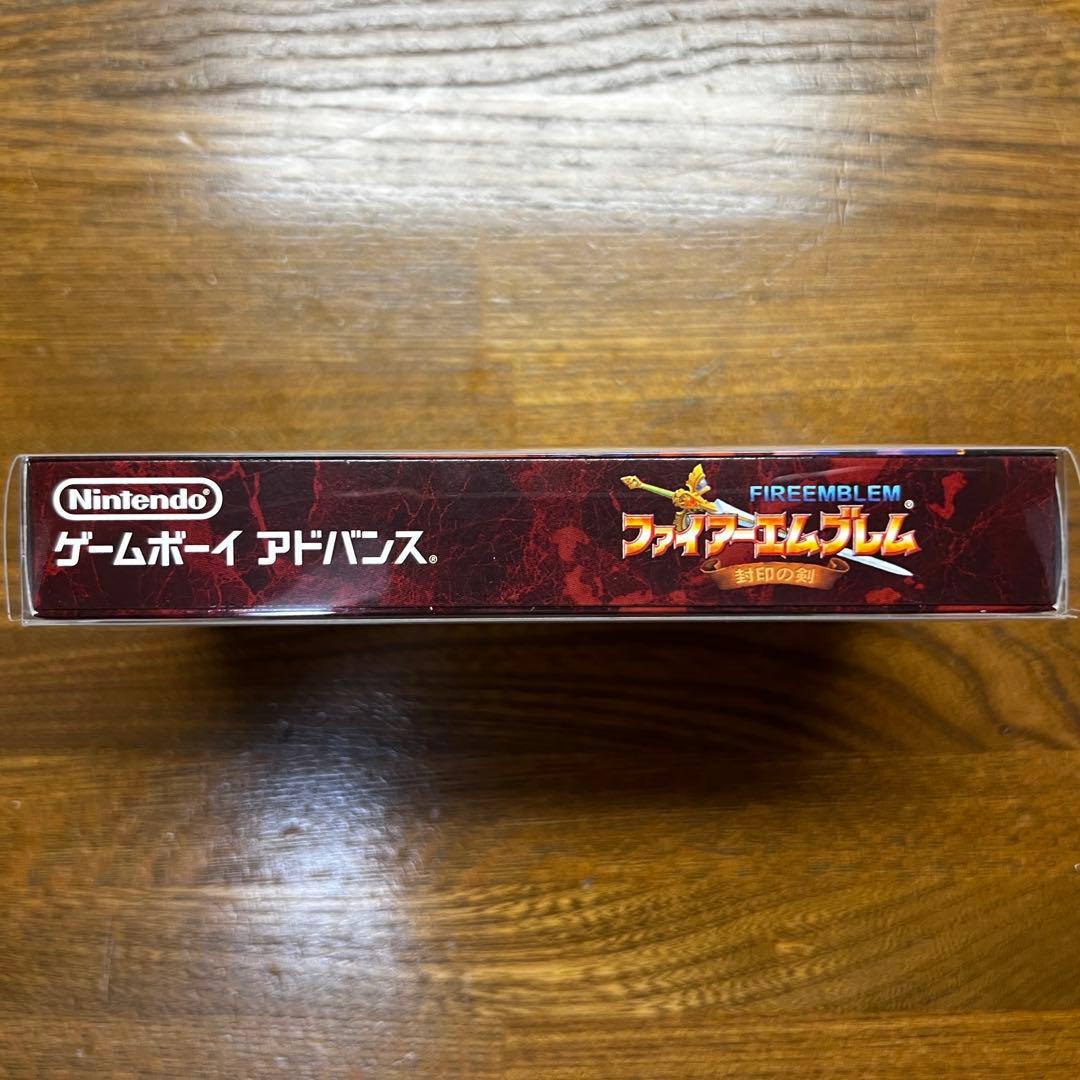 Nintendo®
ゲームボーイ アドバンス®
FIREEMBLEM
ファイアーエムブレム®
封印の剣